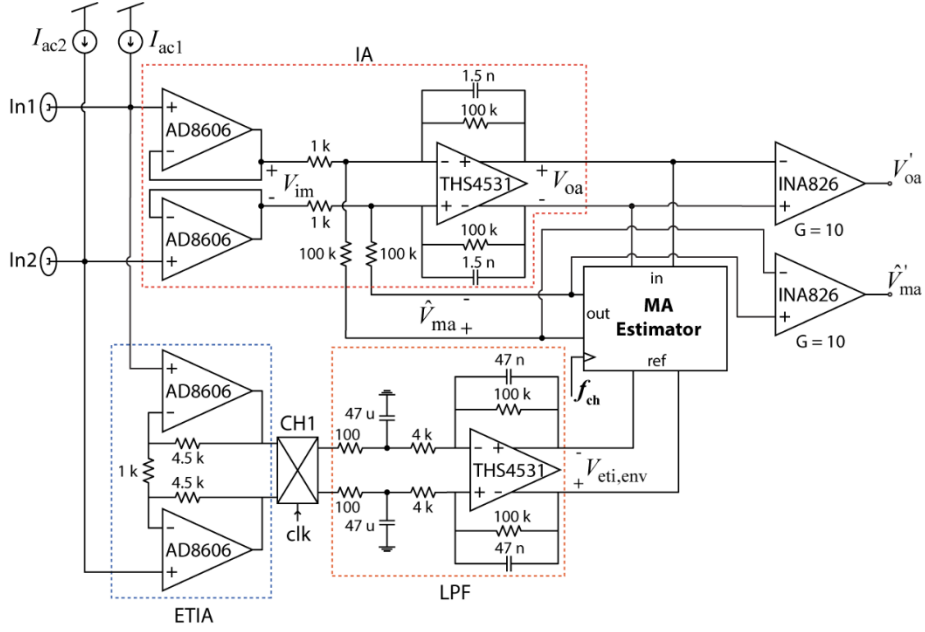 I_ac2
I_ac1
IA
In1
In2
AD8606
+
-
AD8606
-
+
1 k
1 k
+
V_im
-
100 k
100 k
1.5 n
100 k
THS4531
- +
+ -
100 k
1.5 n
+
V_oa
-
-
V̂_ma
+
INA826
-
+
G = 10
V'_oa
INA826
-
+
G = 10
V̂'_ma
in
out
MA
Estimator
ref
f_ch
AD8606
+
-
4.5 k
1 k
4.5 k
AD8606
-
+
ETIA
CH1
clk
47 u
100
4 k
100
4 k
47 u
47 n
100 k
THS4531
- +
+ -
100 k
47 n
LPF
-
V_eti,env
+